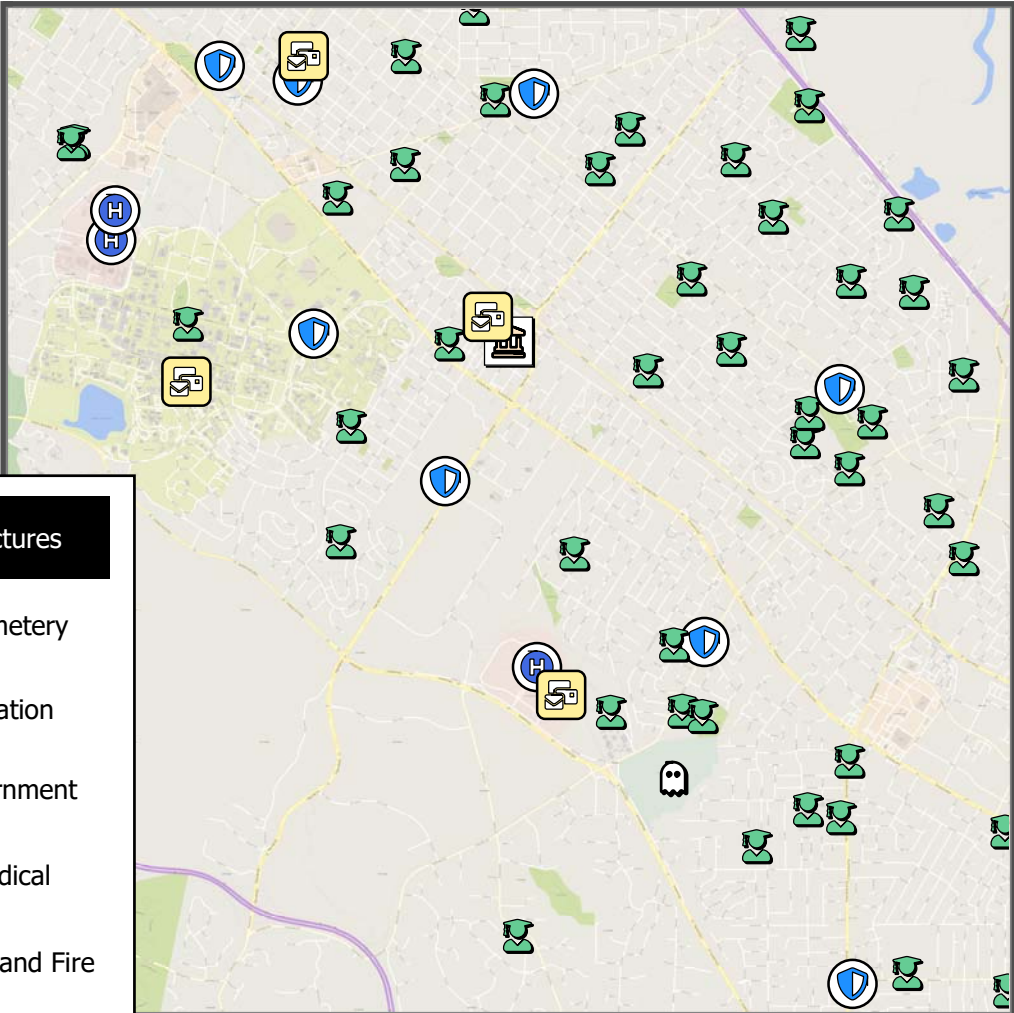 ctures
netery
ation
rnment
dical
and Fire
H
H
H